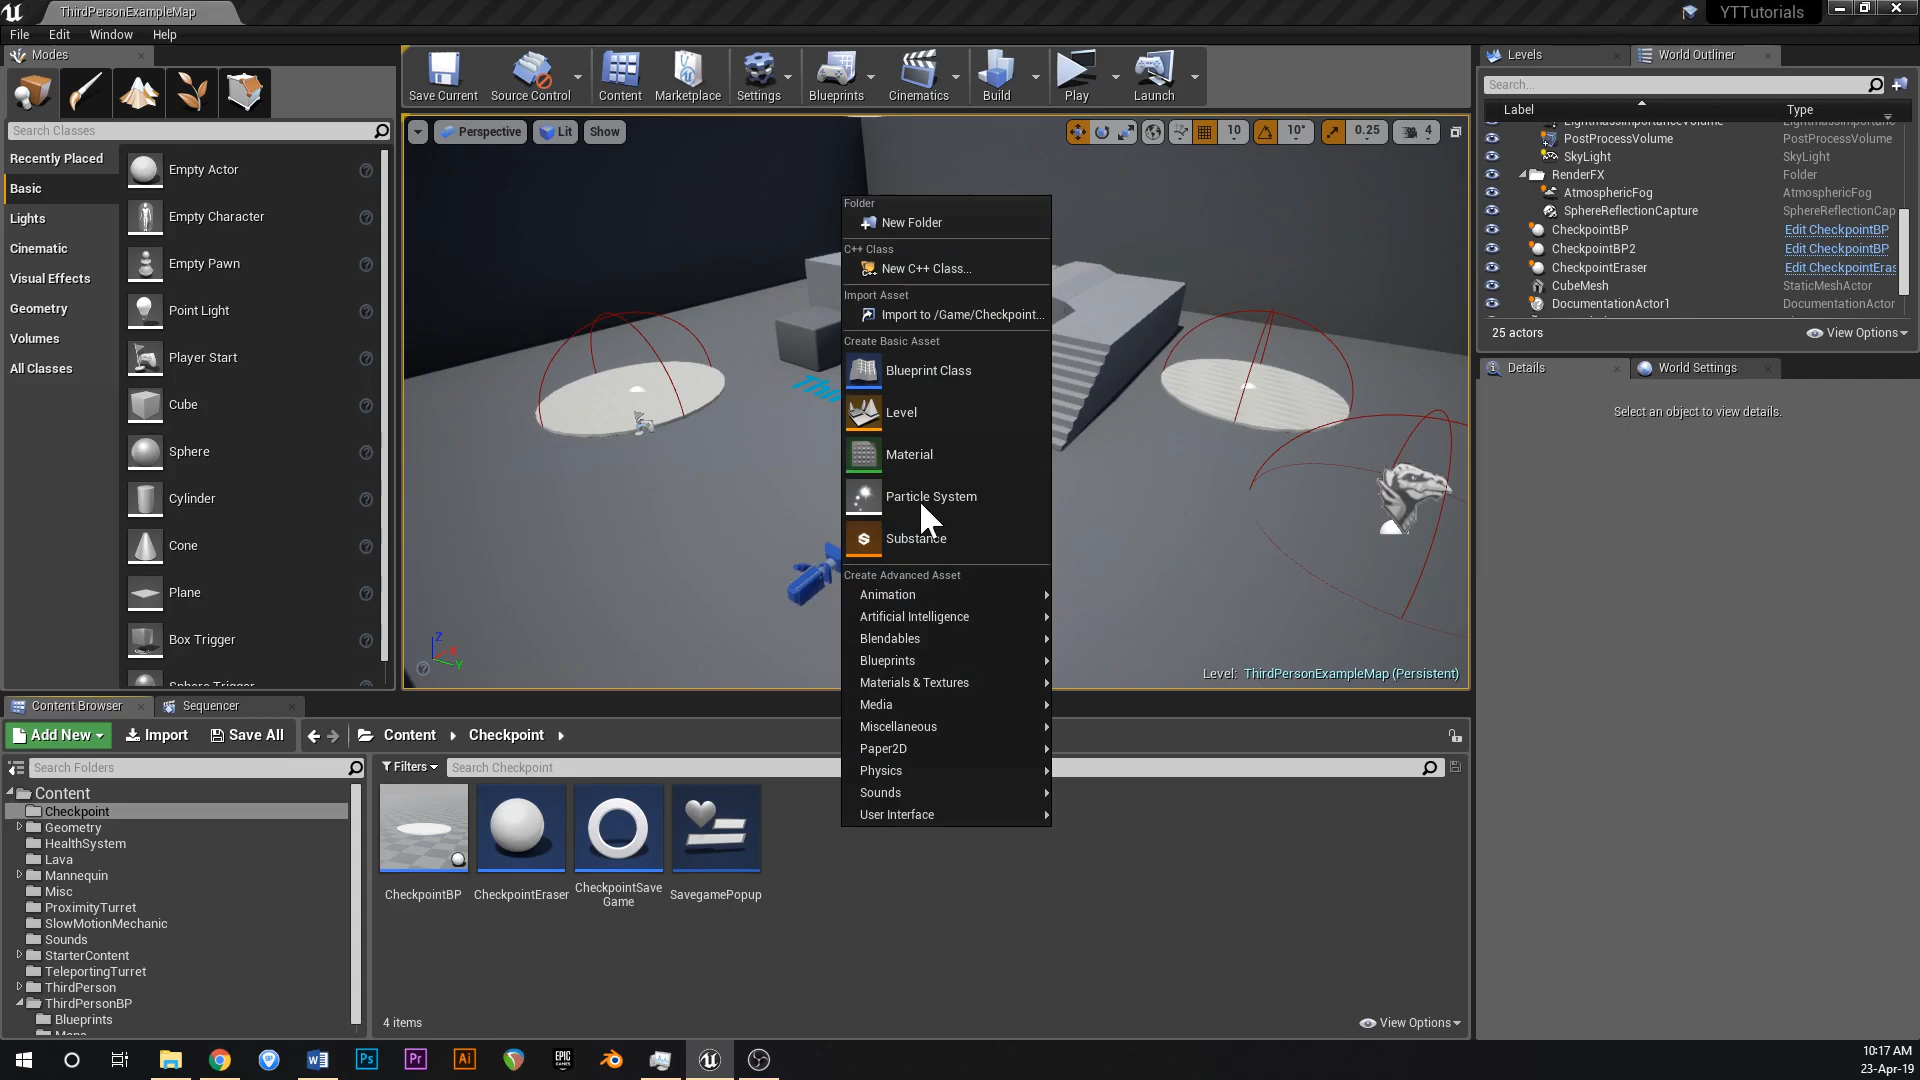 ThirdPersonExampleMap
YTTutorials
File Edit Window Help
Modes
Search Classes
Recently Placed
Basic
Lights
Cinematic
Visual Effects
Geometry
Volumes
All Classes
Empty Actor
Empty Character
Empty Pawn
Point Light
Player Start
Cube
Sphere
Cylinder
Cone
Plane
Box Trigger
Sphere Trigger
Save Current Source Control Content Marketplace Settings Blueprints Cinematics Build Play Launch
Perspective Lit Show
10 10° 0.25 4
Level: ThirdPersonExampleMap (Persistent)
Folder
New Folder
C++ Class
New C++ Class...
Import Asset
Import to /Game/Checkpoint...
Create Basic Asset
Blueprint Class
Level
Material
Particle System
Substance
Create Advanced Asset
Animation
Artificial Intelligence
Blendables
Blueprints
Materials & Textures
Media
Miscellaneous
Paper2D
Physics
Sounds
User Interface
Levels World Outliner
Search...
Label Type
PostProcessVolume PostProcessVolume
SkyLight SkyLight
RenderFX Folder
AtmosphericFog AtmosphericFog
SphereReflectionCapture SphereReflectionCap
CheckpointBP Edit CheckpointBP
CheckpointBP2 Edit CheckpointBP
CheckpointEraser Edit CheckpointEras
CubeMesh StaticMeshActor
DocumentationActor1 DocumentationActor
25 actors View Options
Details World Settings
Select an object to view details.
Content Browser Sequencer
Add New Import Save All Content Checkpoint
Search Folders
Filters Search Checkpoint
Content
Checkpoint
Geometry
HealthSystem
Lava
Mannequin
Misc
ProximityTurret
SlowMotionMechanic
Sounds
StarterContent
TeleportingTurret
ThirdPerson
ThirdPersonBP
Blueprints
Maps
CheckpointBP
CheckpointEraser
CheckpointSave
Game
SavegamePopup
4 items View Options
Ps Pr Ai
EPIC
GAMES
10:17 AM
23-Apr-19